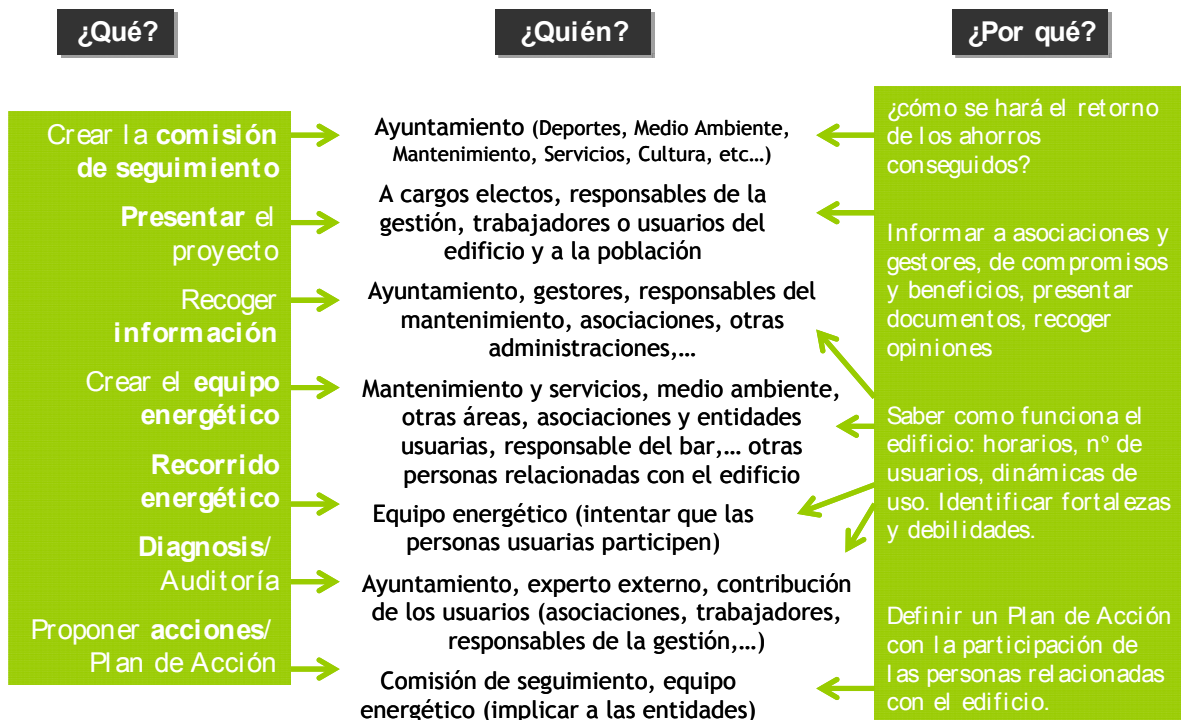 ¿Qué?
¿Quién?
¿Por qué?
Crear la comisión
de seguimiento
Presentar el
proyecto
Recoger
información
Crear el equipo
energético
Recorrido
energético
Diagnosis/
Auditoría
Proponer acciones/
Plan de Acción
Ayuntamiento (Deportes, Medio Ambiente,
Mantenimiento, Servicios, Cultura, etc…)
A cargos electos, responsables de la
gestión, trabajadores o usuarios del
edificio y a la población
Ayuntamiento, gestores, responsables del
mantenimiento, asociaciones, otras
administraciones,…
Mantenimiento y servicios, medio ambiente,
otras áreas, asociaciones y entidades
usuarias, responsable del bar,… otras
personas relacionadas con el edificio
Equipo energético (intentar que las
personas usuarias participen)
Ayuntamiento, experto externo, contribución
de los usuarios (asociaciones, trabajadores,
responsables de la gestión,…)
Comisión de seguimiento, equipo
energético (implicar a las entidades)
¿cómo se hará el retorno
de los ahorros
conseguidos?
Informar a asociaciones y
gestores, de compromisos
y beneficios, presentar
documentos, recoger
opiniones
Saber como funciona el
edificio: horarios, nº de
usuarios, dinámicas de
uso. Identificar fortalezas
y debilidades.
Definir un Plan de Acción
con la participación de
las personas relacionadas
con el edificio.